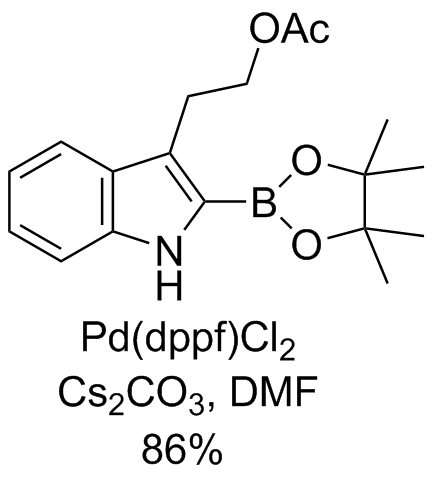 OAc
O
B
O
N
H
Pd(dppf)Cl₂
Cs₂CO₃, DMF
86%